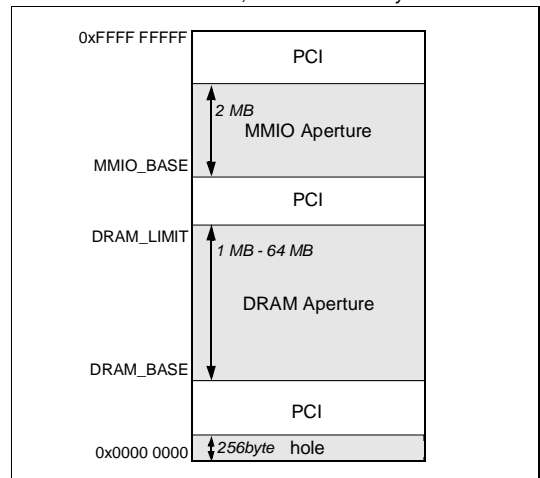 0xFFFF FFFFF
PCI
2 MB
MMIO Aperture
MMIO_BASE
PCI
DRAM_LIMIT
1 MB - 64 MB
DRAM Aperture
DRAM_BASE
PCI
0x0000 0000
256byte hole